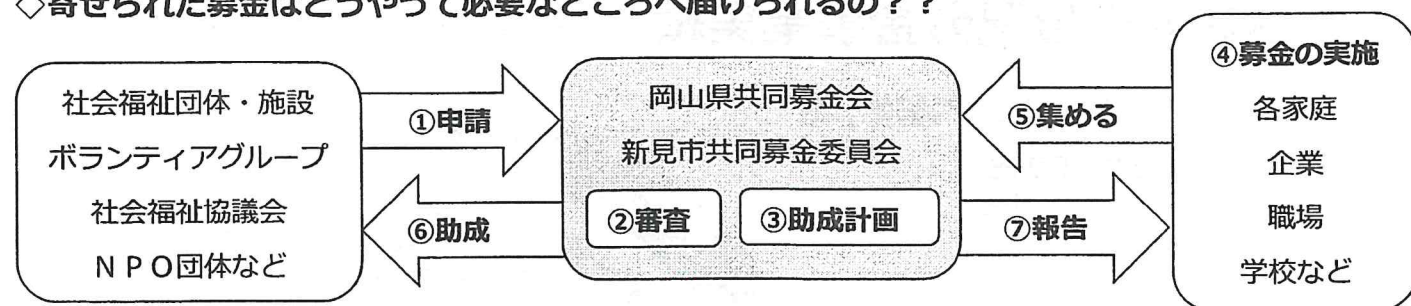 ◇寄せられた募金はどうやって必要なところへ届けられるの？？
社会福祉団体・施設
ボランティアグループ
社会福祉協議会
ＮＰＯ団体など
①申請
⑥助成
岡山県共同募金会
新見市共同募金委員会
②審査
③助成計画
⑤集める
⑦報告
④募金の実施
各家庭
企業
職場
学校など